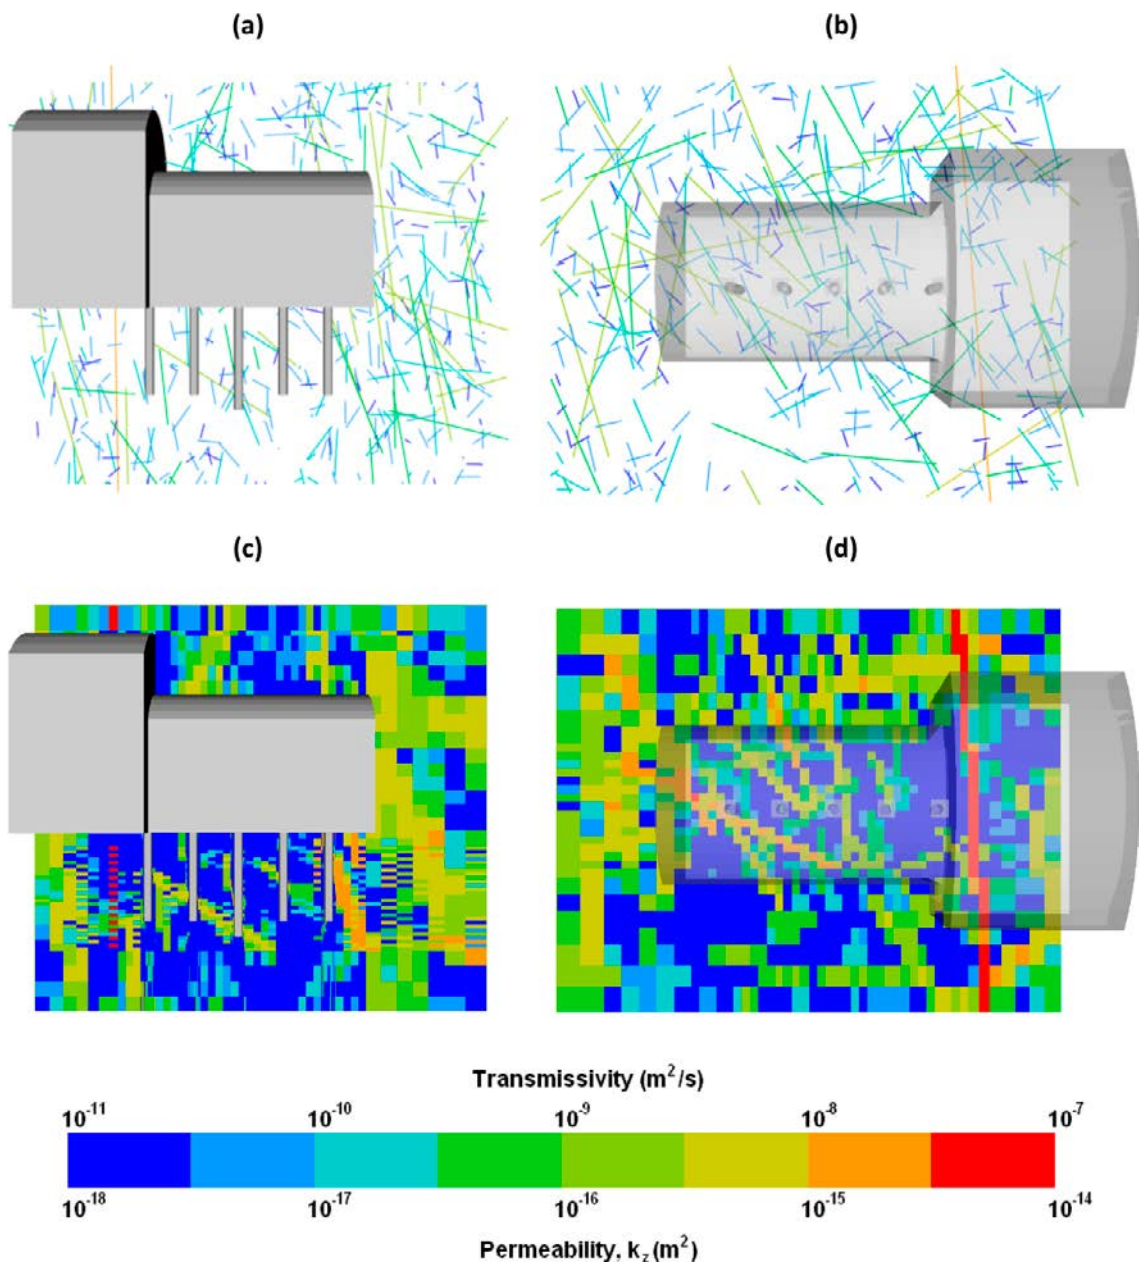 (a) (b)
(c) (d)
Transmissivity (m²/s)
10⁻¹¹ 10⁻¹⁰ 10⁻⁹ 10⁻⁸ 10⁻⁷
10⁻¹⁸ 10⁻¹⁷ 10⁻¹⁶ 10⁻¹⁵ 10⁻¹⁴
Permeability, k_z (m²)